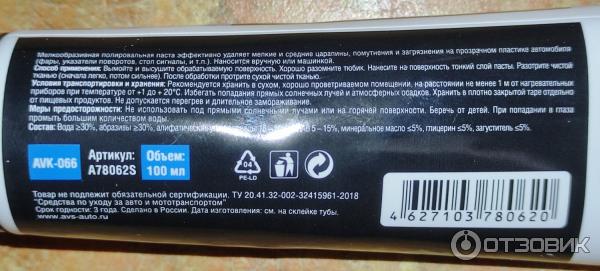 Мелкообразивная полировальная паста эффективно удаляет мелкие и средние царапины, помутнения и загрязнения на прозрачном пластике автомобиля
(фары, указатели поворотов, стоп сигналы, и т.п.). Наносится вручную или машинкой.
Способ применения: Вымойте и высушите обрабатываемую поверхность. Хорошо разомните тюбик. Нанесите на поверхность тонкий слой пасты. Разотрите чистой
тканью (сначала легко, потом сильнее). После обработки протрите сухой чистой тканью.
Условия транспортировки и хранения: Рекомендуется хранить в сухом, хорошо проветриваемом помещении, на расстоянии не менее 1 м от нагревательных
приборов при температуре от +1 до + 20°С. Избегать попадания прямых солнечных лучей и атмосферных осадков. Хранить в плотно закрытой таре отдельно
от пищевых продуктов. Не допускается перегрев и длительное замораживание.
Меры предосторожности: Не использовать под прямыми солнечными лучами или на горячей поверхности. Беречь от детей. При попадании в глаза
промыть большим количеством воды.
Состав: Вода ≥30%, абразивы ≥30%, алифатические 5 – 15%, минеральное масло ≤5%, глицерин ≤5%, загуститель ≤5%.
AVK-066
Артикул:
A78062S
Объем:
100 мл
04
PE-LD
Товар не подлежит обязательной сертификации. ТУ 20.41.32-002-32415961-2018
"Средства по уходу за авто и мототранспортом"
Срок годности: 3 года. Сделано в России. Дата изготовления: см. на склейке тубы.
www.avs-auto.ru
4 627103 780620
ОТЗОВИК